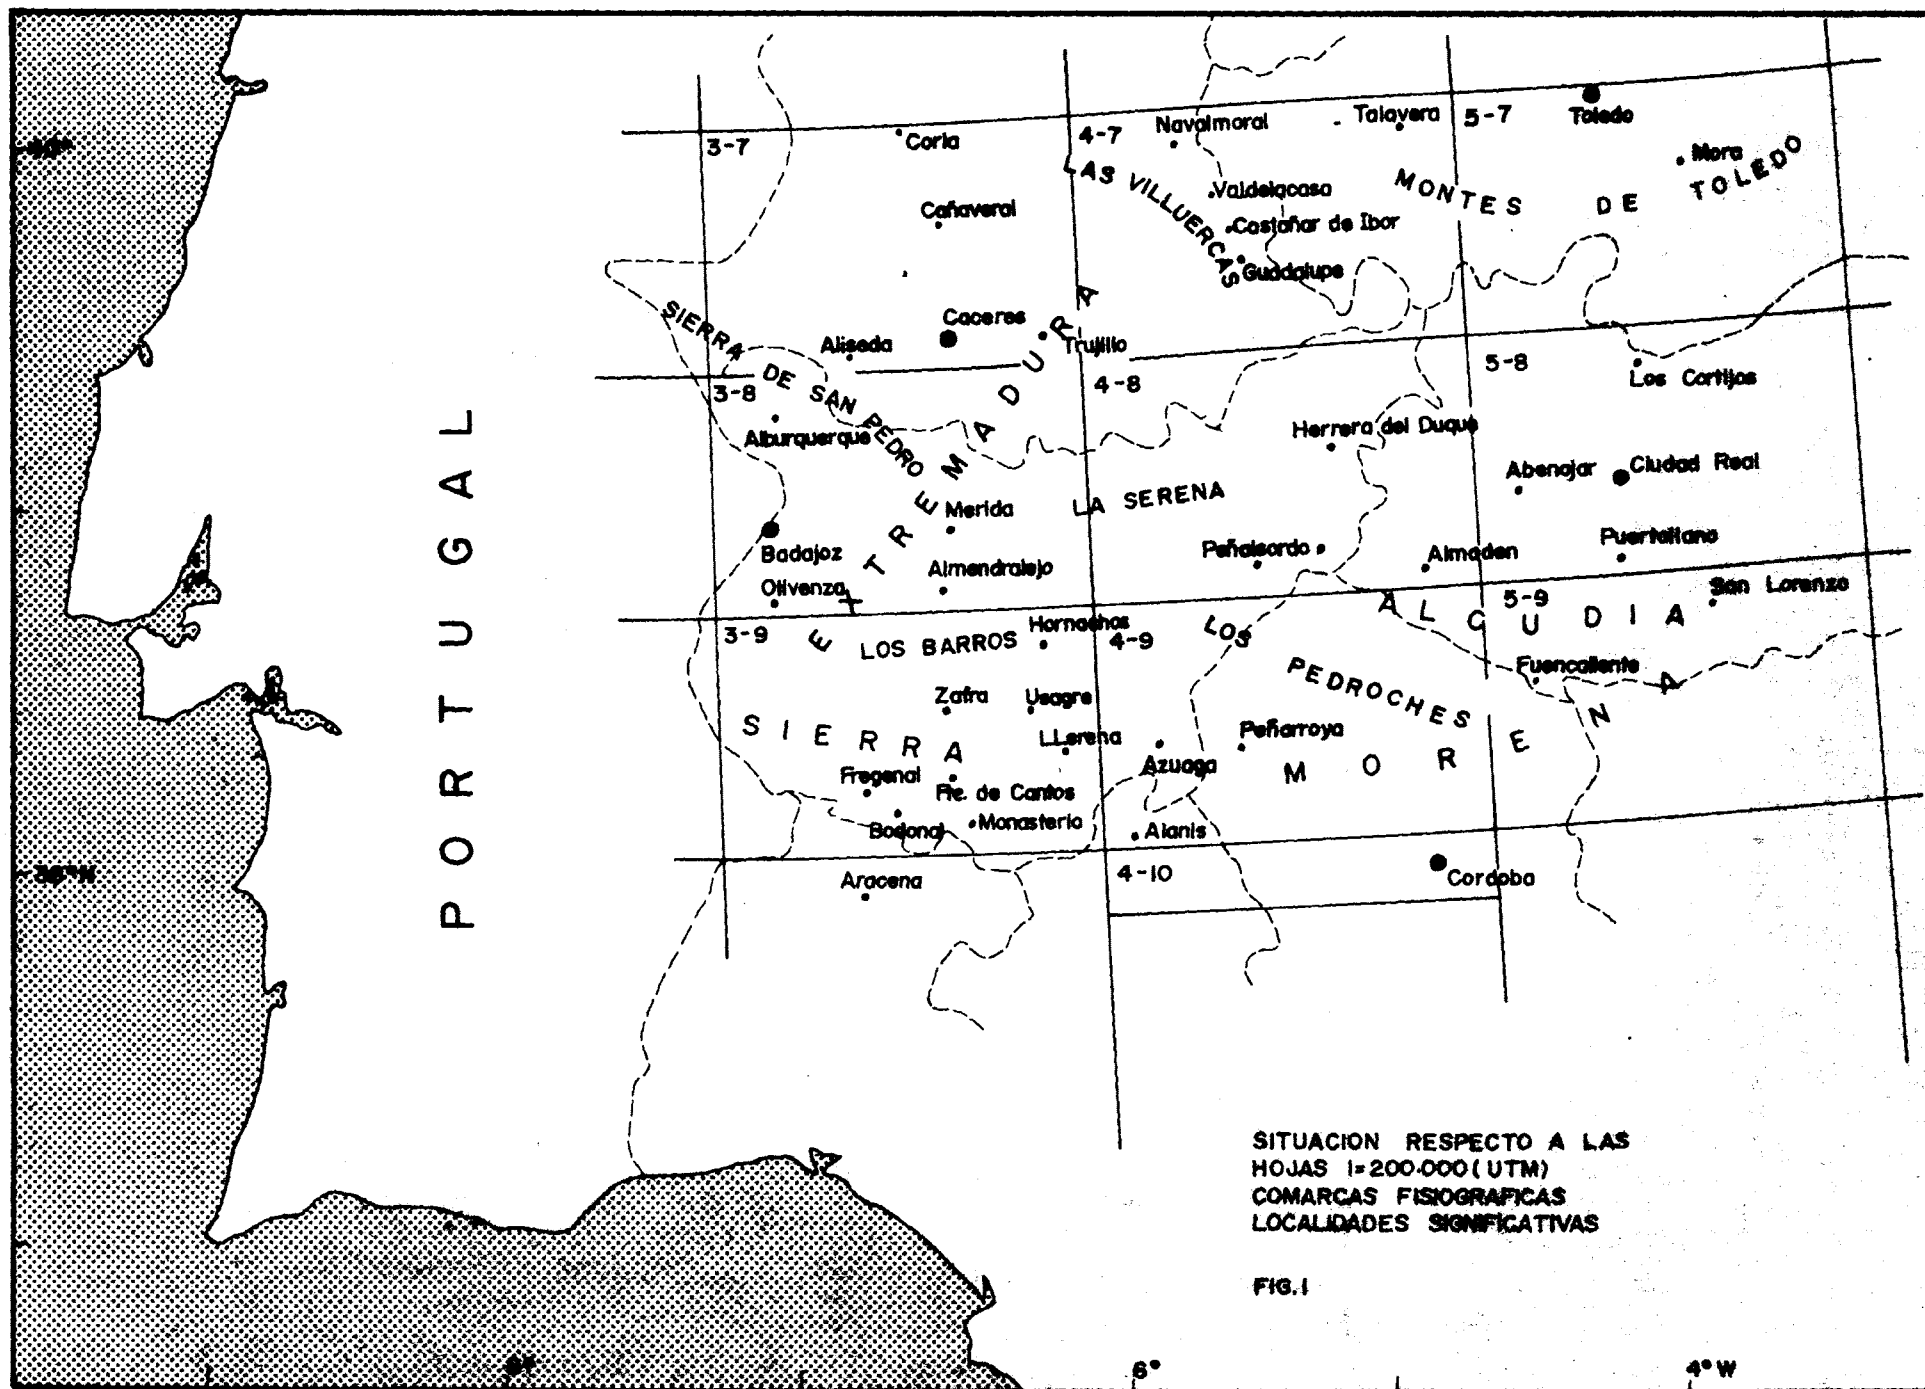 40°
38°N
8°
6°
4° W
PORTUGAL
3-7
4-7
5-7
3-8
4-8
5-8
3-9
4-9
5-9
4-10
Coria
Navalmoral
Talavera
Toledo
Mora
LAS VILLUERCAS
MONTES DE TOLEDO
Valdelacasa
Castañar de Ibor
Guadalupe
Cañaveral
SIERRA DE SAN PEDRO
Aliseda
Caceres
Trujillo
EXTREMADURA
Los Cortijos
Alburquerque
Herrera del Duque
Abenojar
Ciudad Real
LA SERENA
Merida
Badajoz
Olivenza
Almendralejo
Peñalsordo
Almaden
Puertollano
San Lorenzo
ALCUDIA
LOS BARROS
Hornachos
LOS PEDROCHES
Fuencaliente
Zafra
Usagre
LLerena
SIERRA MORENA
Azuaga
Peñarroya
Fregenal
Fte. de Cantos
Bodonal
Monasterio
Alanis
Aracena
Cordoba
SITUACION RESPECTO A LAS
HOJAS 1=200.000 (UTM)
COMARCAS FISIOGRAFICAS
LOCALIDADES SIGNIFICATIVAS
FIG.1